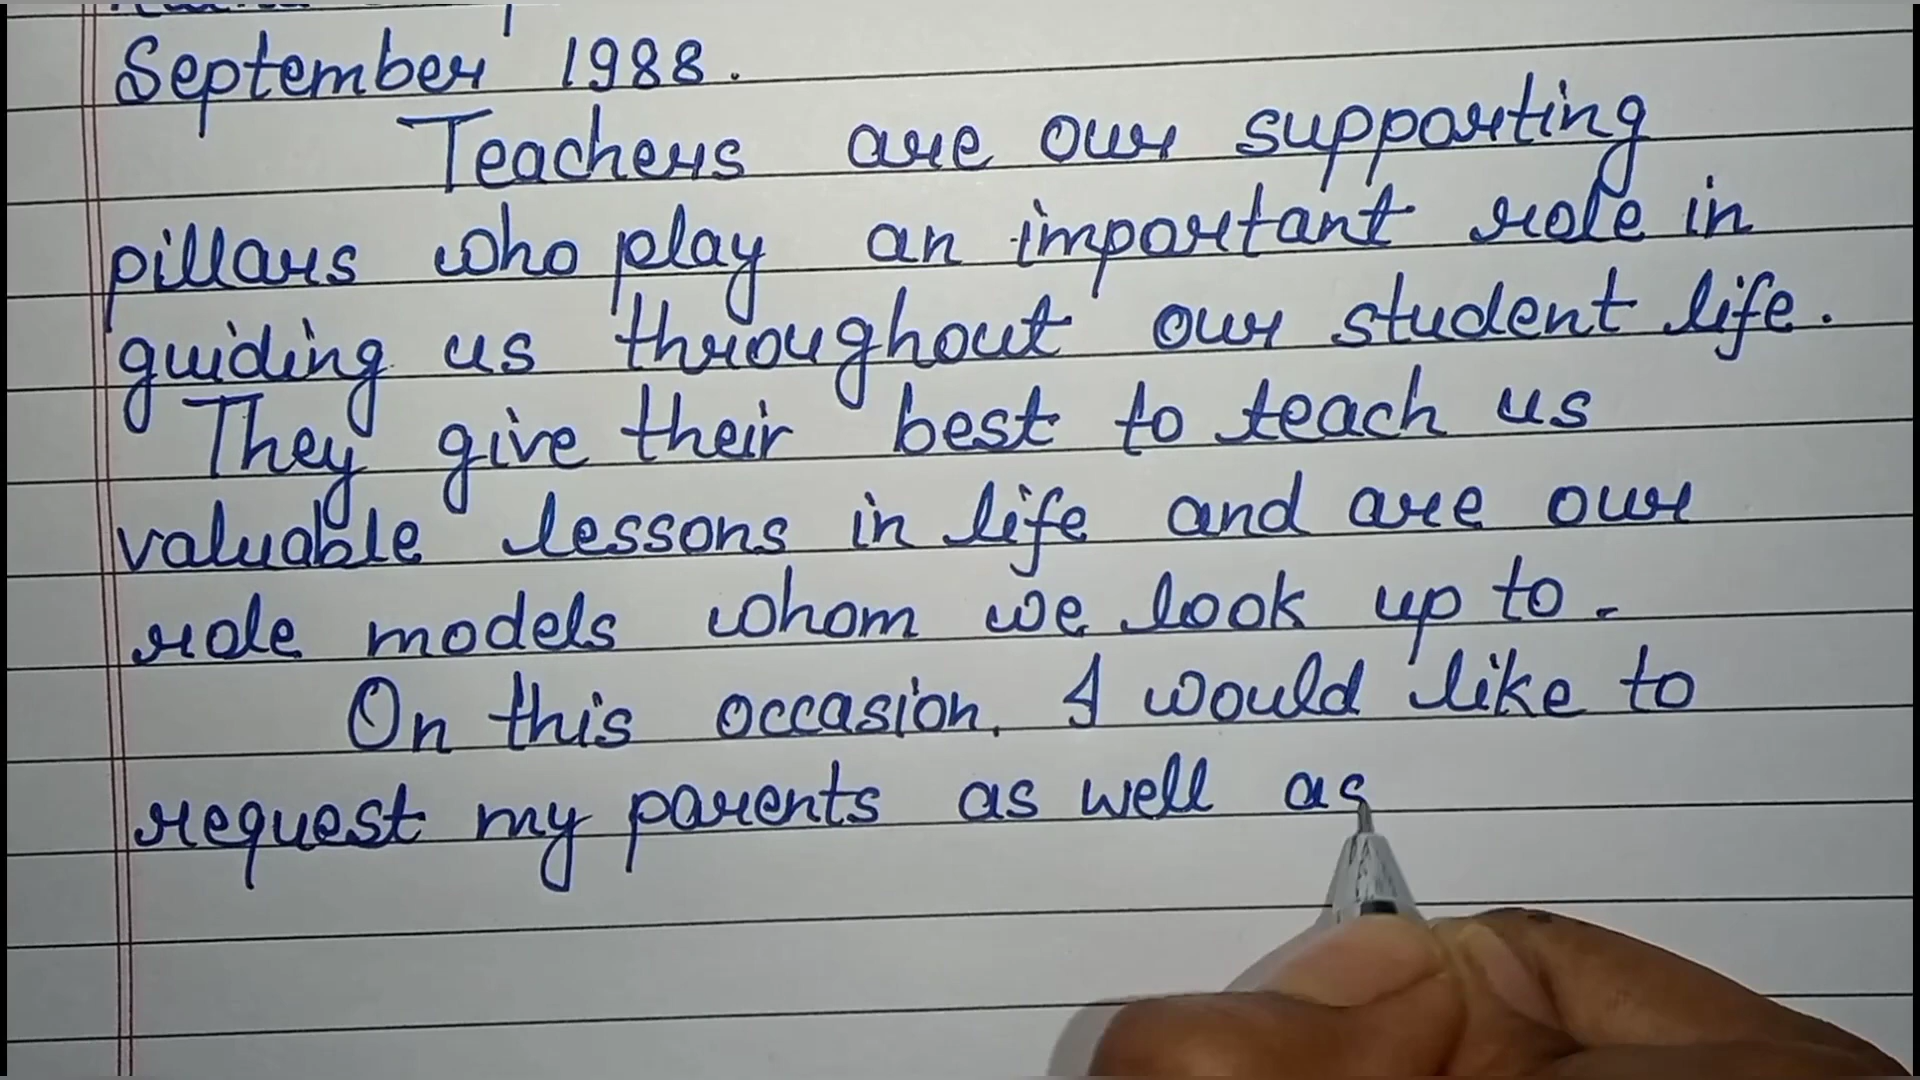 September 1988.
Teachers are our supporting
pillars who play an important role in
guiding us throughout our student life.
They give their best to teach us
valuable lessons in life and are our
role models whom we look up to.
On this occasion, I would like to
request my parents as well as